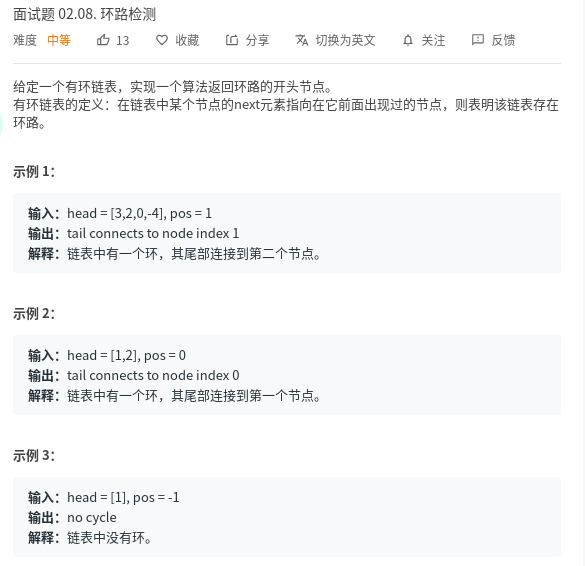 面试题 02.08. 环路检测
难度 中等 13 收藏 分享 切换为英文 关注 反馈
给定一个有环链表，实现一个算法返回环路的开头节点。
有环链表的定义：在链表中某个节点的next元素指向在它前面出现过的节点，则表明该链表存在
环路。
示例 1：
输入：head = [3,2,0,-4], pos = 1
输出：tail connects to node index 1
解释：链表中有一个环，其尾部连接到第二个节点。
示例 2：
输入：head = [1,2], pos = 0
输出：tail connects to node index 0
解释：链表中有一个环，其尾部连接到第一个节点。
示例 3：
输入：head = [1], pos = -1
输出：no cycle
解释：链表中没有环。